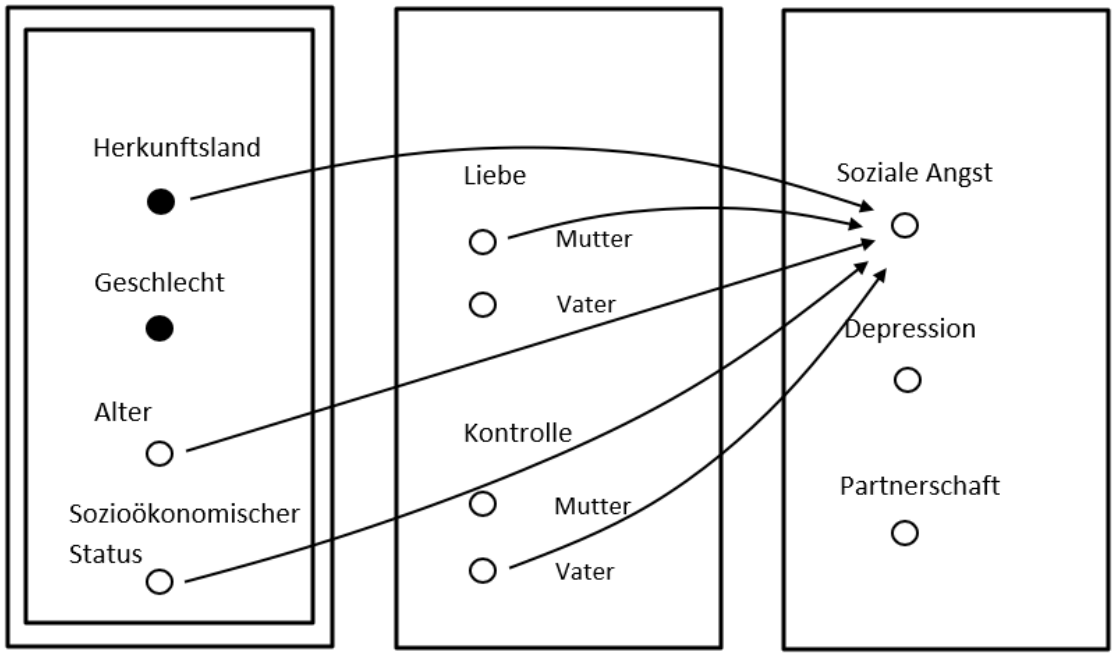 Herkunftsland
Geschlecht
Alter
Sozioökonomischer
Status
Liebe
Mutter
Vater
Kontrolle
Mutter
Vater
Soziale Angst
Depression
Partnerschaft